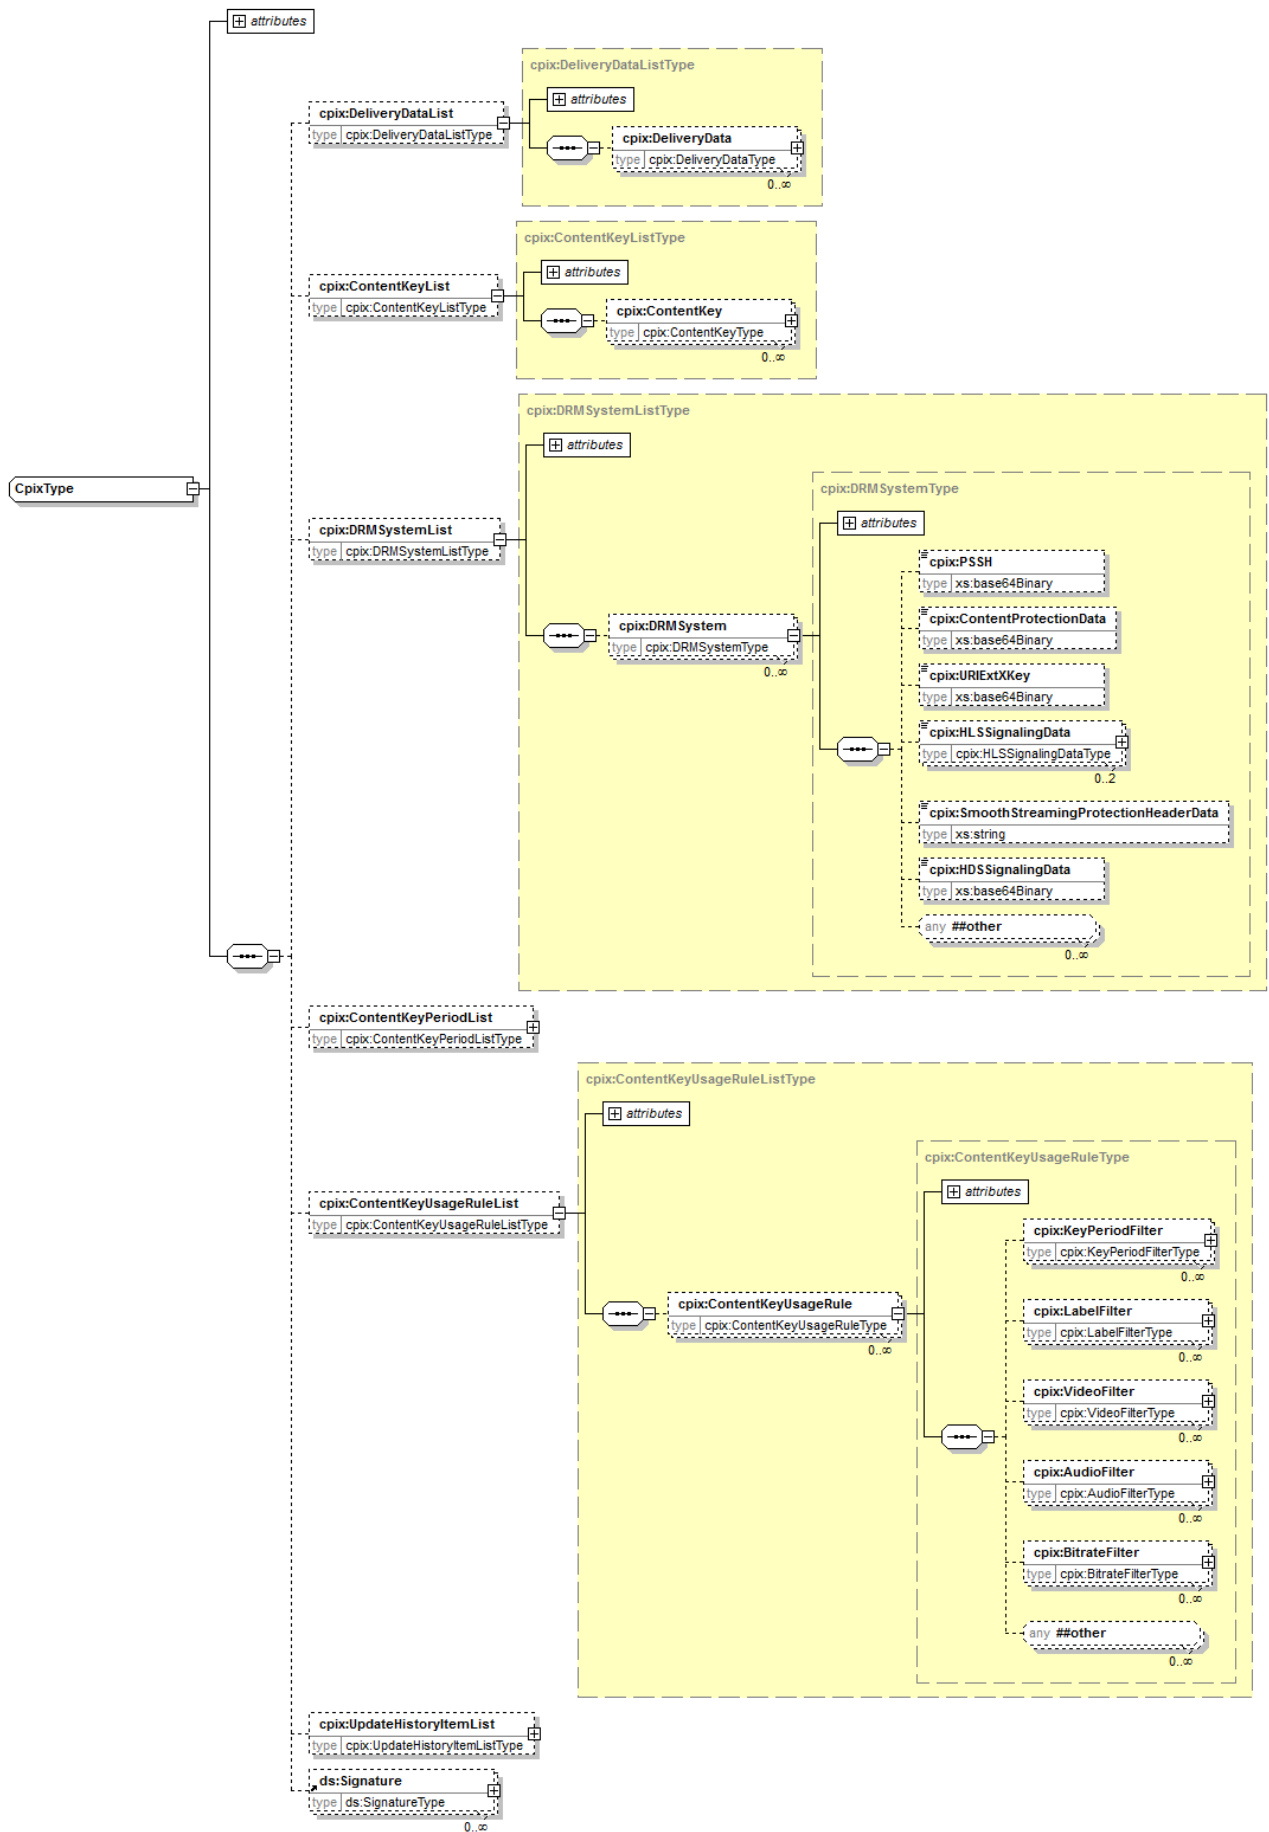 attributes
cpix:DeliveryDataListType
attributes
cpix:DeliveryDataList
type cpix:DeliveryDataListType
cpix:DeliveryData
type cpix:DeliveryDataType
0..∞
cpix:ContentKeyListType
attributes
cpix:ContentKeyList
type cpix:ContentKeyListType
cpix:ContentKey
type cpix:ContentKeyType
0..∞
cpix:DRMSystemListType
attributes
CpixType
cpix:DRMSystemType
attributes
cpix:DRMSystemList
type cpix:DRMSystemListType
cpix:PSSH
type xs:base64Binary
cpix:ContentProtectionData
type xs:base64Binary
cpix:DRMSystem
type cpix:DRMSystemType
0..∞
cpix:URIExtXKey
type xs:base64Binary
cpix:HLSSignalingData
type cpix:HLSSignalingDataType
0..2
cpix:SmoothStreamingProtectionHeaderData
type xs:string
cpix:HDSSignalingData
type xs:base64Binary
any ##other
0..∞
cpix:ContentKeyPeriodList
type cpix:ContentKeyPeriodListType
cpix:ContentKeyUsageRuleListType
attributes
cpix:ContentKeyUsageRuleType
attributes
cpix:ContentKeyUsageRuleList
type cpix:ContentKeyUsageRuleListType
cpix:KeyPeriodFilter
type cpix:KeyPeriodFilterType
0..∞
cpix:ContentKeyUsageRule
type cpix:ContentKeyUsageRuleType
0..∞
cpix:LabelFilter
type cpix:LabelFilterType
0..∞
cpix:VideoFilter
type cpix:VideoFilterType
0..∞
cpix:AudioFilter
type cpix:AudioFilterType
0..∞
cpix:BitrateFilter
type cpix:BitrateFilterType
0..∞
any ##other
0..∞
cpix:UpdateHistoryItemList
type cpix:UpdateHistoryItemListType
ds:Signature
type ds:SignatureType
0..∞